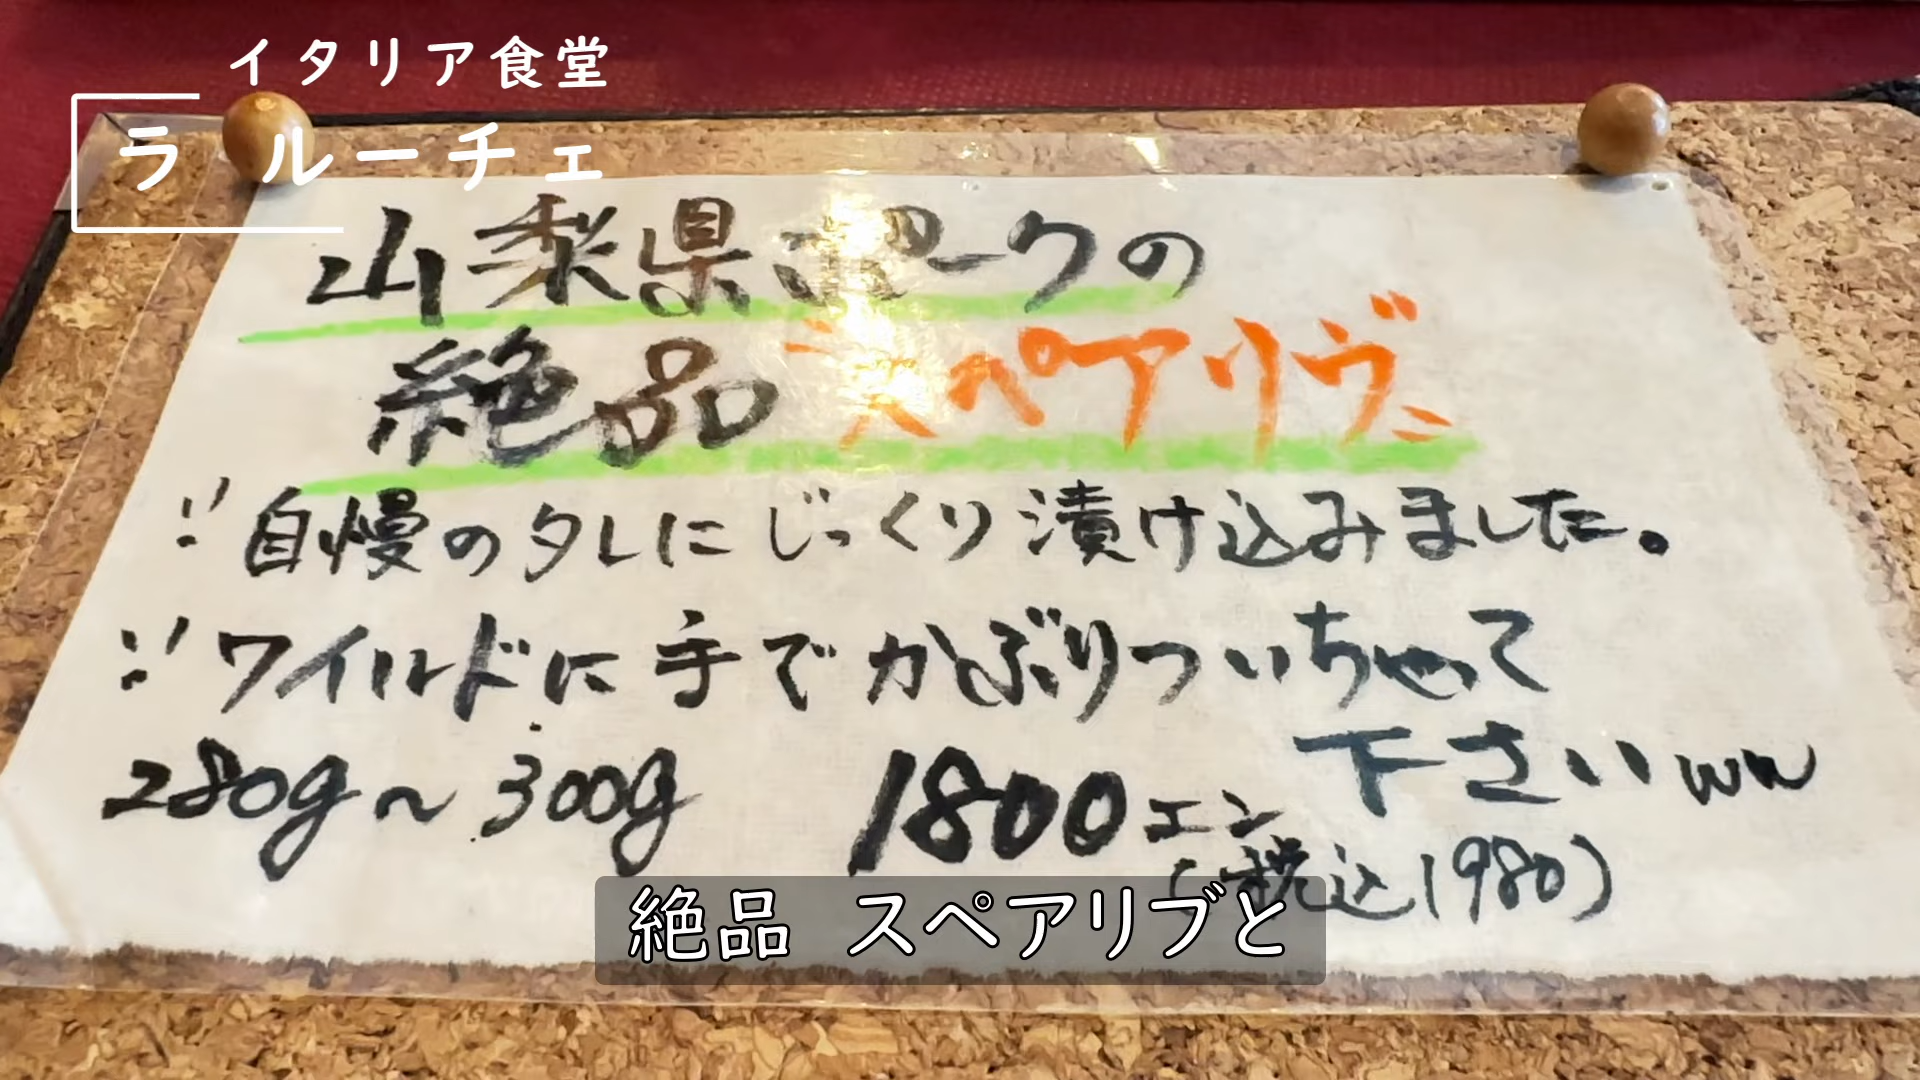 イタリア食堂
ラ ルーチェ
山梨県ポークの
絶品 スペアリヴ
自慢のタレにじっくり漬け込みました。
ワイルドに手でかぶりついちゃって
下さいww
280g〜300g 1800エン
(税込1980)
絶品 スペアリブと